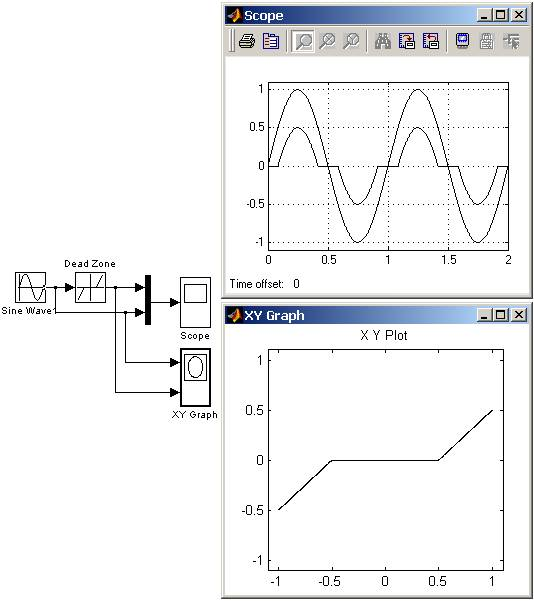 Scope
1
0.5
0
-0.5
-1
0
0.5
1
1.5
2
Time offset: 0
Dead Zone
Sine Wave1
Scope
XY Graph
XY Graph
X Y Plot
1
0.5
0
-0.5
-1
-1
-0.5
0
0.5
1